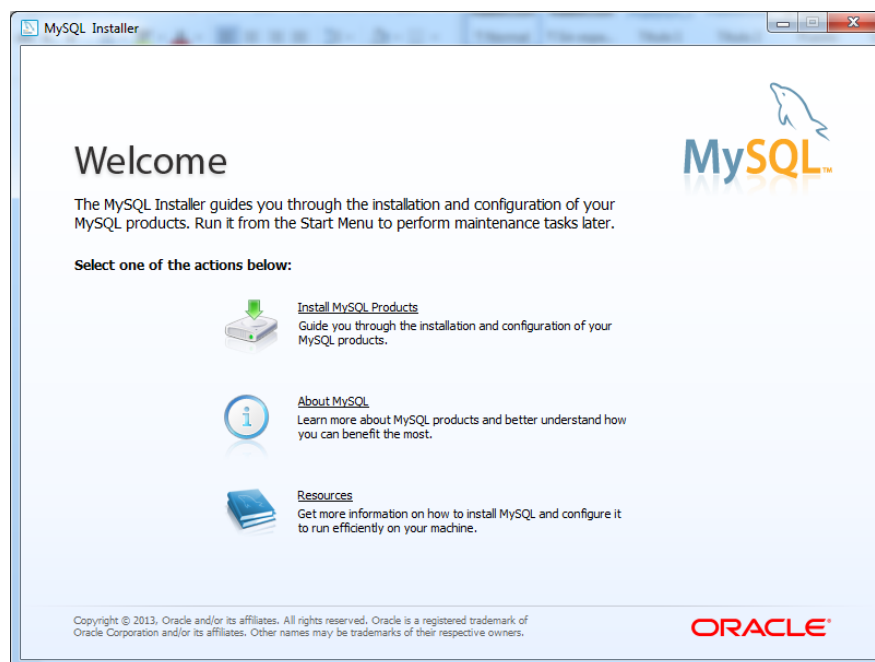 MySQL Installer
MySQL™
Welcome
The MySQL Installer guides you through the installation and configuration of your
MySQL products. Run it from the Start Menu to perform maintenance tasks later.
Select one of the actions below:
Install MySQL Products
Guide you through the installation and configuration of your
MySQL products.
About MySQL
Learn more about MySQL products and better understand how
you can benefit the most.
Resources
Get more information on how to install MySQL and configure it
to run efficiently on your machine.
Copyright © 2013, Oracle and/or its affiliates. All rights reserved. Oracle is a registered trademark of
Oracle Corporation and/or its affiliates. Other names may be trademarks of their respective owners.
ORACLE®